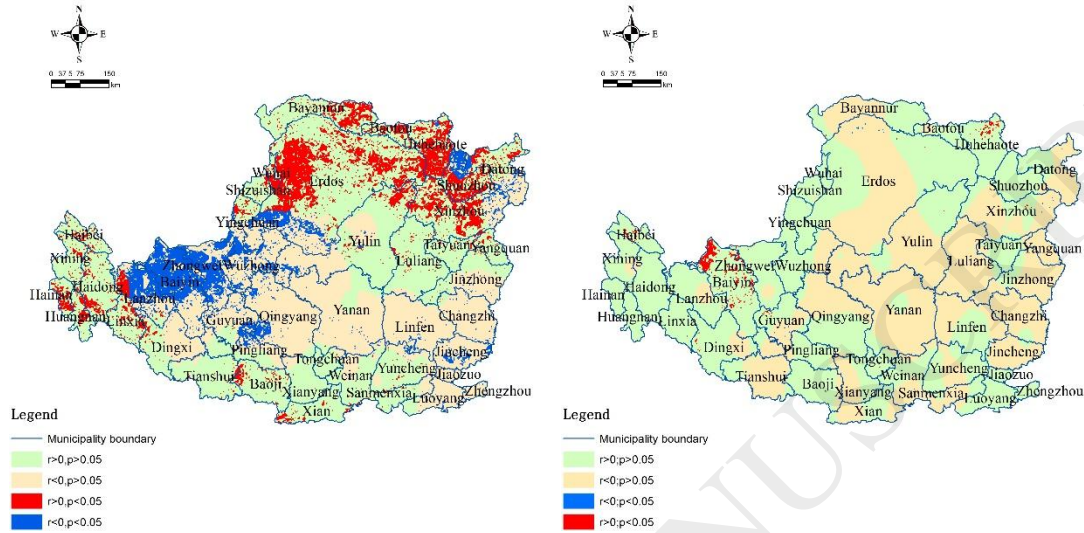 N
W E
S
0 37.5 75 150
km
Bayannur
Baotou
Huhehaote
Datong
Wuhai
Shizuishan
Erdos
Shuozhou
Xinzhou
Yingchuan
Yulin
Taiyuan
Yangquan
Haibei
Xining
Luliang
Zhongwei
Wuzhong
Jinzhong
Haidong
Baiyin
Hainan
Lanzhou
Huangnan
Linxia
Guyuan
Qingyang
Yanan
Changzhi
Linfen
Dingxi
Pingliang
Jincheng
Tongchuan
Tianshui
Weinan
Yuncheng
Jiaozuo
Baoji
Xianyang
Sanmenxia
Luoyang
Zhengzhou
Xian
Legend
Municipality boundary
r>0,p>0.05
r<0,p>0.05
r>0,p<0.05
r<0,p<0.05
N
W E
S
0 37.5 75 150
km
Bayannur
Baotou
Huhehaote
Datong
Wuhai
Shizuishan
Erdos
Shuozhou
Xinzhou
Yingchuan
Yulin
Taiyuan
Yangquan
Haibei
Xining
Luliang
Zhongwei
Wuzhong
Jinzhong
Haidong
Baiyin
Hainan
Lanzhou
Huangnan
Linxia
Guyuan
Qingyang
Yanan
Changzhi
Linfen
Dingxi
Pingliang
Jincheng
Tongchuan
Tianshui
Weinan
Yuncheng
Jiaozuo
Baoji
Xianyang
Sanmenxia
Luoyang
Zhengzhou
Xian
Legend
Municipality boundary
r>0;p>0.05
r<0;p>0.05
r<0;p<0.05
r>0;p<0.05